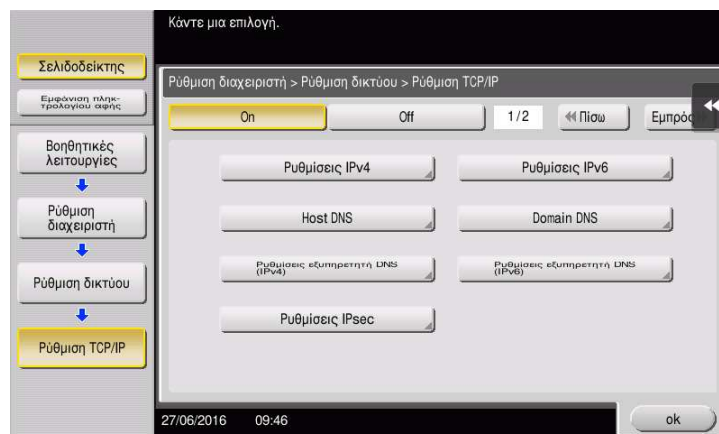 Κάντε μια επιλογή.
Σελιδοδείκτης
Εμφάνιση πληκ-
τρολογίου αφής
Βοηθητικές
λειτουργίες
Ρύθμιση
διαχειριστή
Ρύθμιση δικτύου
Ρύθμιση TCP/IP
Ρύθμιση διαχειριστή > Ρύθμιση δικτύου > Ρύθμιση TCP/IP
On Off 1/2 Πίσω Εμπρός
Ρυθμίσεις IPv4 Ρυθμίσεις IPv6
Host DNS Domain DNS
Ρυθμίσεις εξυπηρετητή DNS
(IPv4)
Ρυθμίσεις εξυπηρετητή DNS
(IPv6)
Ρυθμίσεις IPsec
27/06/2016 09:46
ok